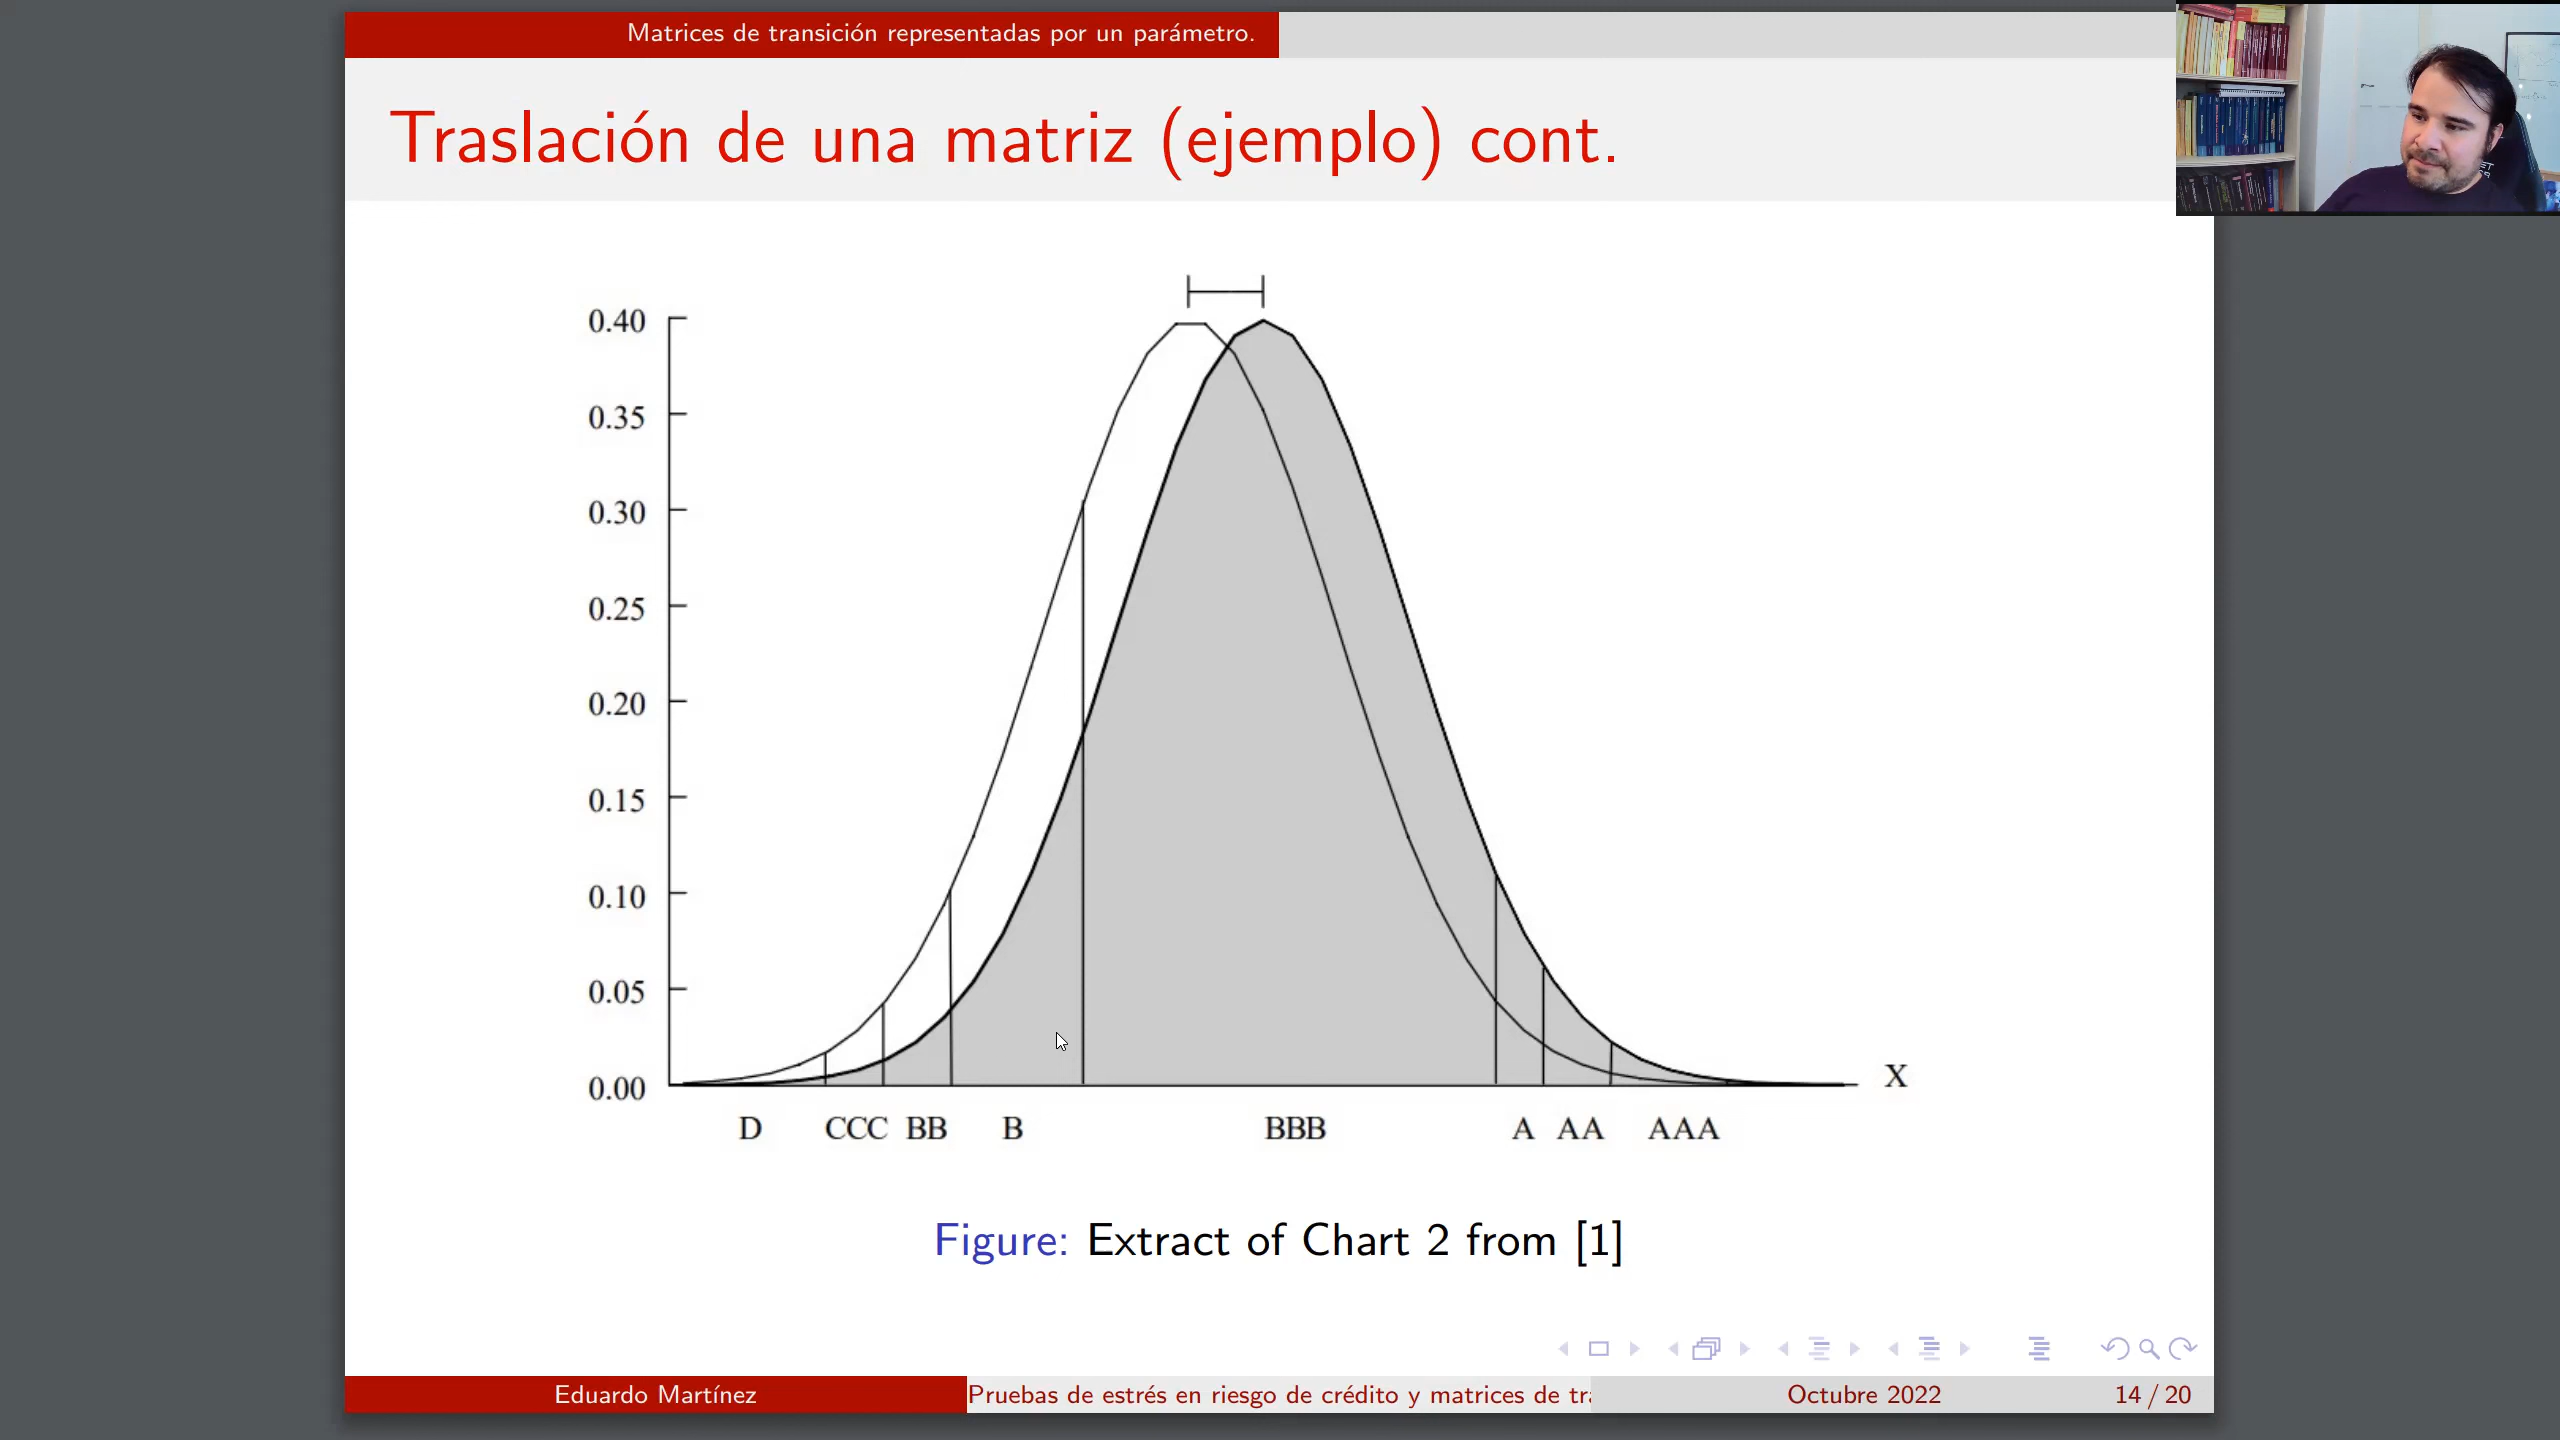 Matrices de transición representadas por un parámetro.
Traslación de una matriz (ejemplo) cont.
0.40
0.35
0.30
0.25
0.20
0.15
0.10
0.05
0.00
X
D CCC BB B BBB A AA AAA
Figure: Extract of Chart 2 from [1]
Eduardo Martínez Pruebas de estrés en riesgo de crédito y matrices de tra Octubre 2022 14 / 20